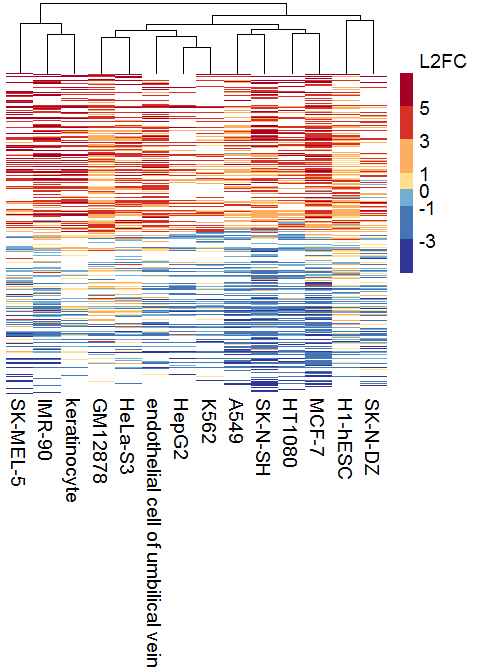 L2FC
5
3
1
0
-1
-3
SK-MEL-5
IMR-90
keratinocyte
GM12878
HeLa-S3
endothelial cell of umbilical vein
HepG2
K562
A549
SK-N-SH
HT1080
MCF-7
H1-hESC
SK-N-DZ